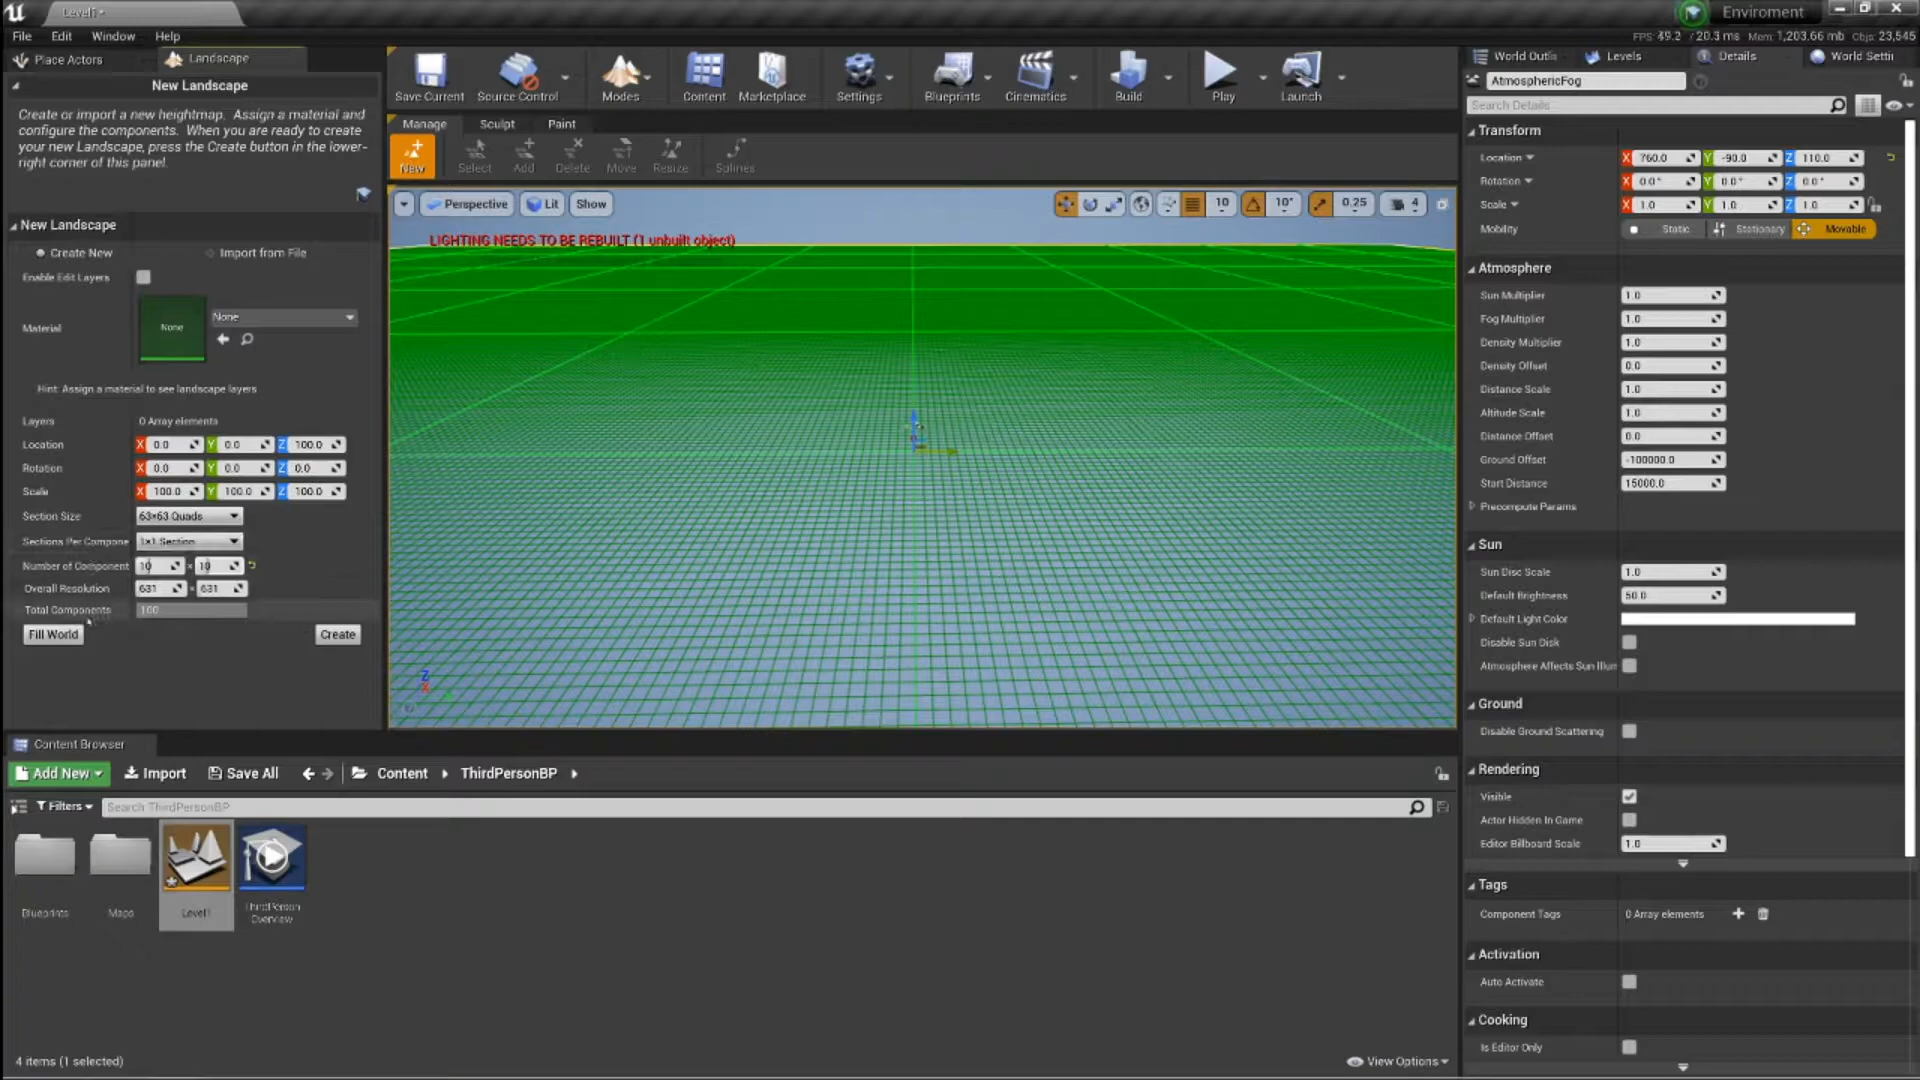 Level1•
Enviroment
File Edit Window Help
FPS: 49.2 / 20.3 ms Mem: 1,203.66 mb Objs: 23,545
Place Actors
Landscape
New Landscape
Create or import a new heightmap. Assign a material and
configure the components. When you are ready to create
your new Landscape, press the Create button in the lower-
right corner of this panel.
New Landscape
Create New Import from File
Enable Edit Layers
Material None None
Hint: Assign a material to see landscape layers
Layers 0 Array elements
Location X 0.0 Y 0.0 Z 100.0
Rotation X 0.0 Y 0.0 Z 0.0
Scale X 100.0 Y 100.0 Z 100.0
Section Size 63×63 Quads
Sections Per Compone 1×1 Section
Number of Component 10 × 10
Overall Resolution 631 × 631
Total Components 100
Fill World Create
Save Current Source Control Modes Content Marketplace Settings Blueprints Cinematics Build Play Launch
Manage Sculpt Paint
New Select Add Delete Move Resize Splines
Perspective Lit Show 10 10° 0.25 4
LIGHTING NEEDS TO BE REBUILT (1 unbuilt object)
Z
X
World Outlin Levels Details World Setti
AtmosphericFog
Search Details
Transform
Location X 760.0 Y -90.0 Z 110.0
Rotation X 0.0° Y 0.0° Z 0.0°
Scale X 1.0 Y 1.0 Z 1.0
Mobility Static Stationary Movable
Atmosphere
Sun Multiplier 1.0
Fog Multiplier 1.0
Density Multiplier 1.0
Density Offset 0.0
Distance Scale 1.0
Altitude Scale 1.0
Distance Offset 0.0
Ground Offset -100000.0
Start Distance 15000.0
Precompute Params
Sun
Sun Disc Scale 1.0
Default Brightness 50.0
Default Light Color
Disable Sun Disk
Atmosphere Affects Sun Illun
Ground
Disable Ground Scattering
Rendering
Visible
Actor Hidden In Game
Editor Billboard Scale 1.0
Tags
Component Tags 0 Array elements
Activation
Auto Activate
Cooking
Is Editor Only
Content Browser
Add New Import Save All Content ThirdPersonBP
Filters Search ThirdPersonBP
Blueprints Maps Level1 ThirdPerson
Overview
4 items (1 selected) View Options